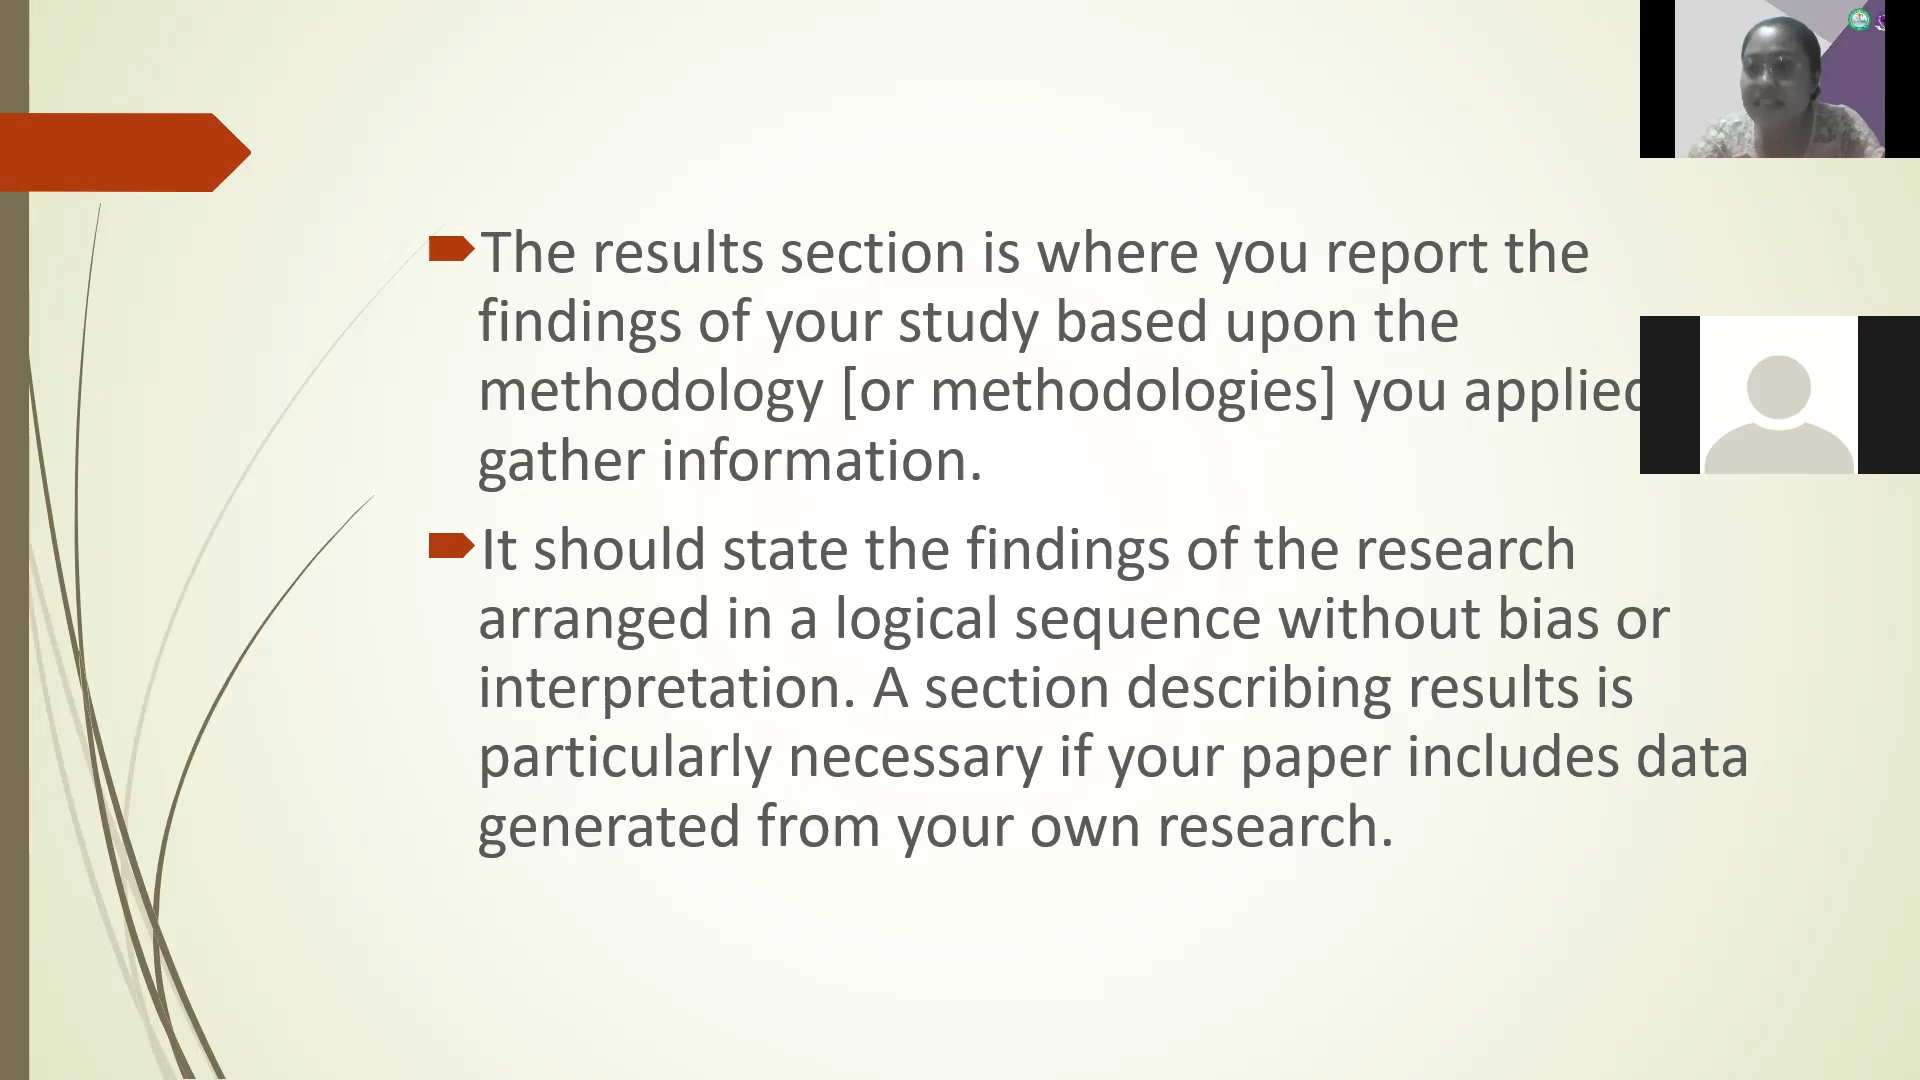 The results section is where you report the
findings of your study based upon the
methodology [or methodologies] you applied
gather information.
It should state the findings of the research
arranged in a logical sequence without bias or
interpretation. A section describing results is
particularly necessary if your paper includes data
generated from your own research.